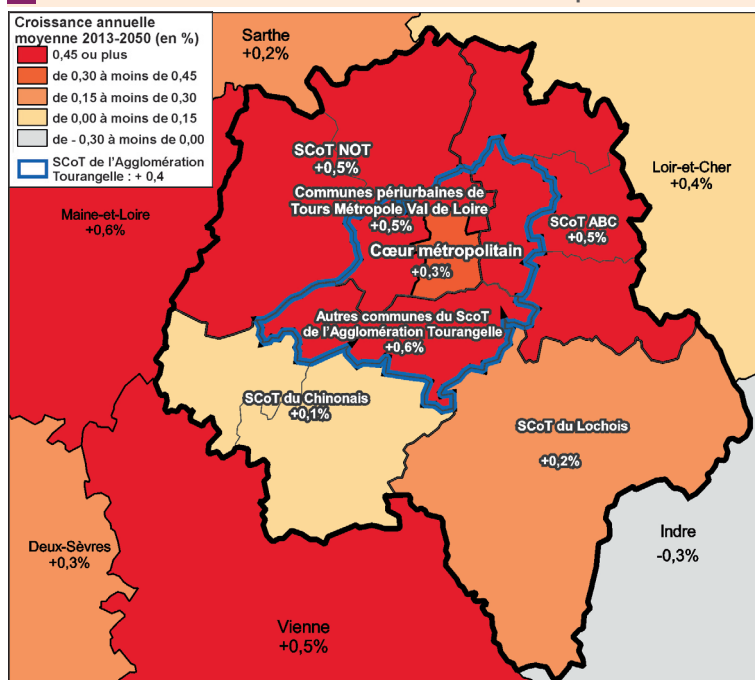 Croissance annuelle
moyenne 2013-2050 (en %)
0,45 ou plus
de 0,30 à moins de 0,45
de 0,15 à moins de 0,30
de 0,00 à moins de 0,15
de - 0,30 à moins de 0,00
SCoT de l'Agglomération
Tourangelle : + 0,4
Sarthe
+0,2%
SCoT NOT
+0,5%
Loir-et-Cher
+0,4%
Communes périurbaines de
Tours Métropole Val de Loire
+0,5%
Maine-et-Loire
+0,6%
SCoT ABC
+0,5%
Cœur métropolitain
+0,3%
Autres communes du ScoT
de l'Agglomération Tourangelle
+0,6%
SCoT du Chinonais
+0,1%
SCoT du Lochois
+0,2%
Indre
-0,3%
Deux-Sèvres
+0,3%
Vienne
+0,5%